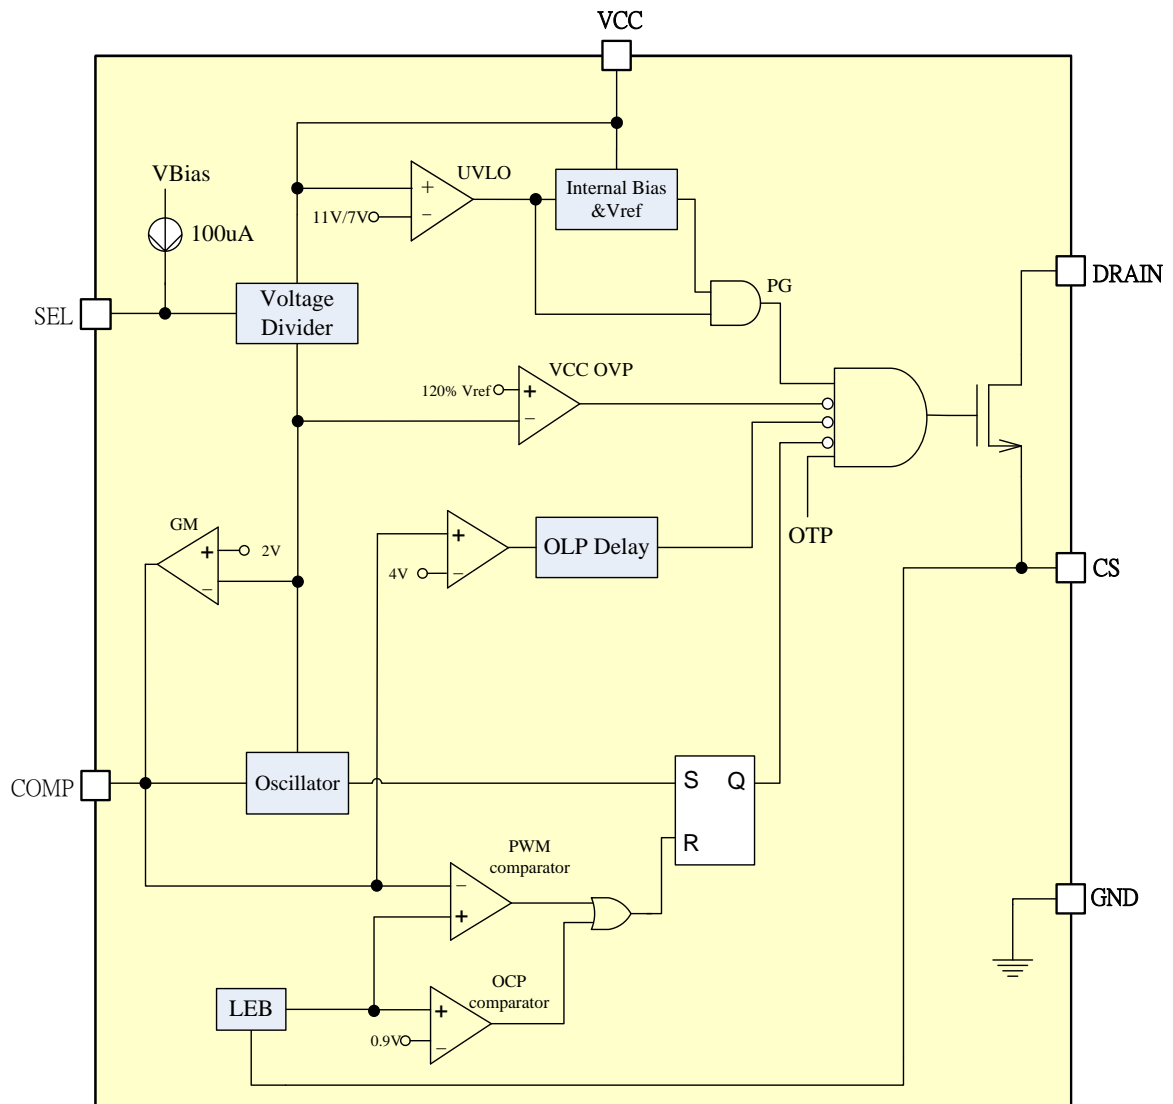 VCC
VBias
100uA
UVLO
+
−
11V/7V
Internal Bias
&Vref
SEL
Voltage
Divider
PG
DRAIN
VCC OVP
120% Vref
+
−
GM
+
2V
−
+
4V
−
OLP Delay
OTP
CS
COMP
Oscillator
S
Q
R
PWM
comparator
−
+
GND
OCP
comparator
LEB
+
0.9V
−